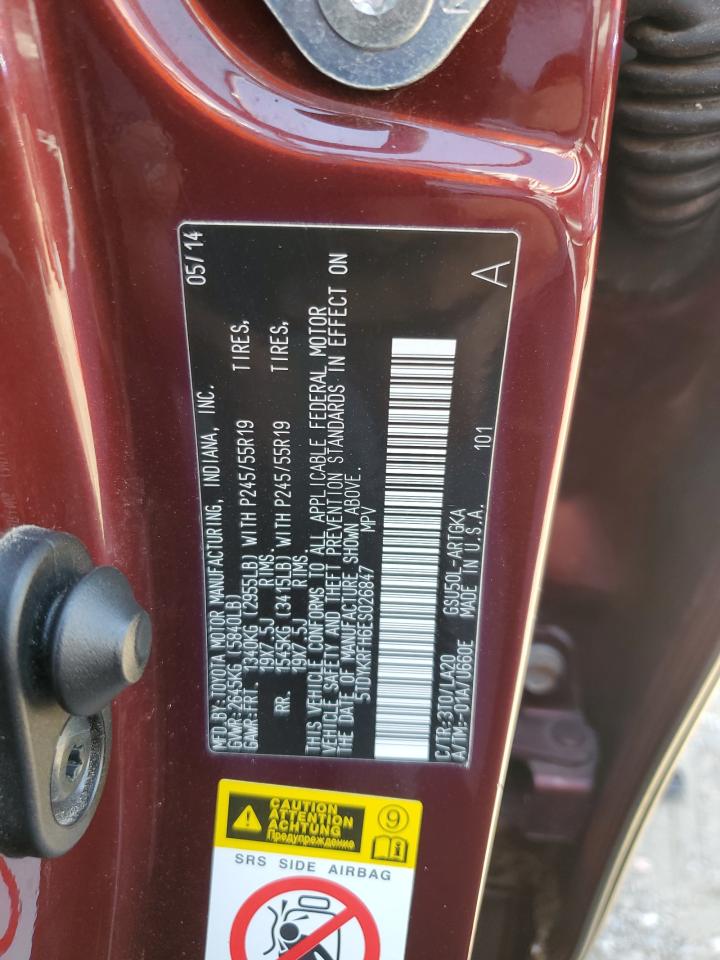 MFD.BY:TOYOTA MOTOR MANUFACTURING, INDIANA, INC. 05/14
GVWR:2645KG(5840LB)
GAWR:FRT. 1340KG (2955LB) WITH P245/55R19 TIRES,
19X7.5J RIMS.
RR. 1545KG (3415LB) WITH P245/55R19 TIRES,
19X7.5J RIMS.
THIS VEHICLE CONFORMS TO ALL APPLICABLE FEDERAL MOTOR
VEHICLE SAFETY AND THEFT PREVENTION STANDARDS IN EFFECT ON
THE DATE OF MANUFACTURE SHOWN ABOVE.
5TDYKRFH6ES026847 MPV
C/TR:3T0/LA20 GSU50L-ARTGKA 101 A
A/TM:-01A/U660E MADE IN U.S.A.
CAUTION
ATTENTION
ACHTUNG
Предупреждение
9
SRS SIDE AIRBAG